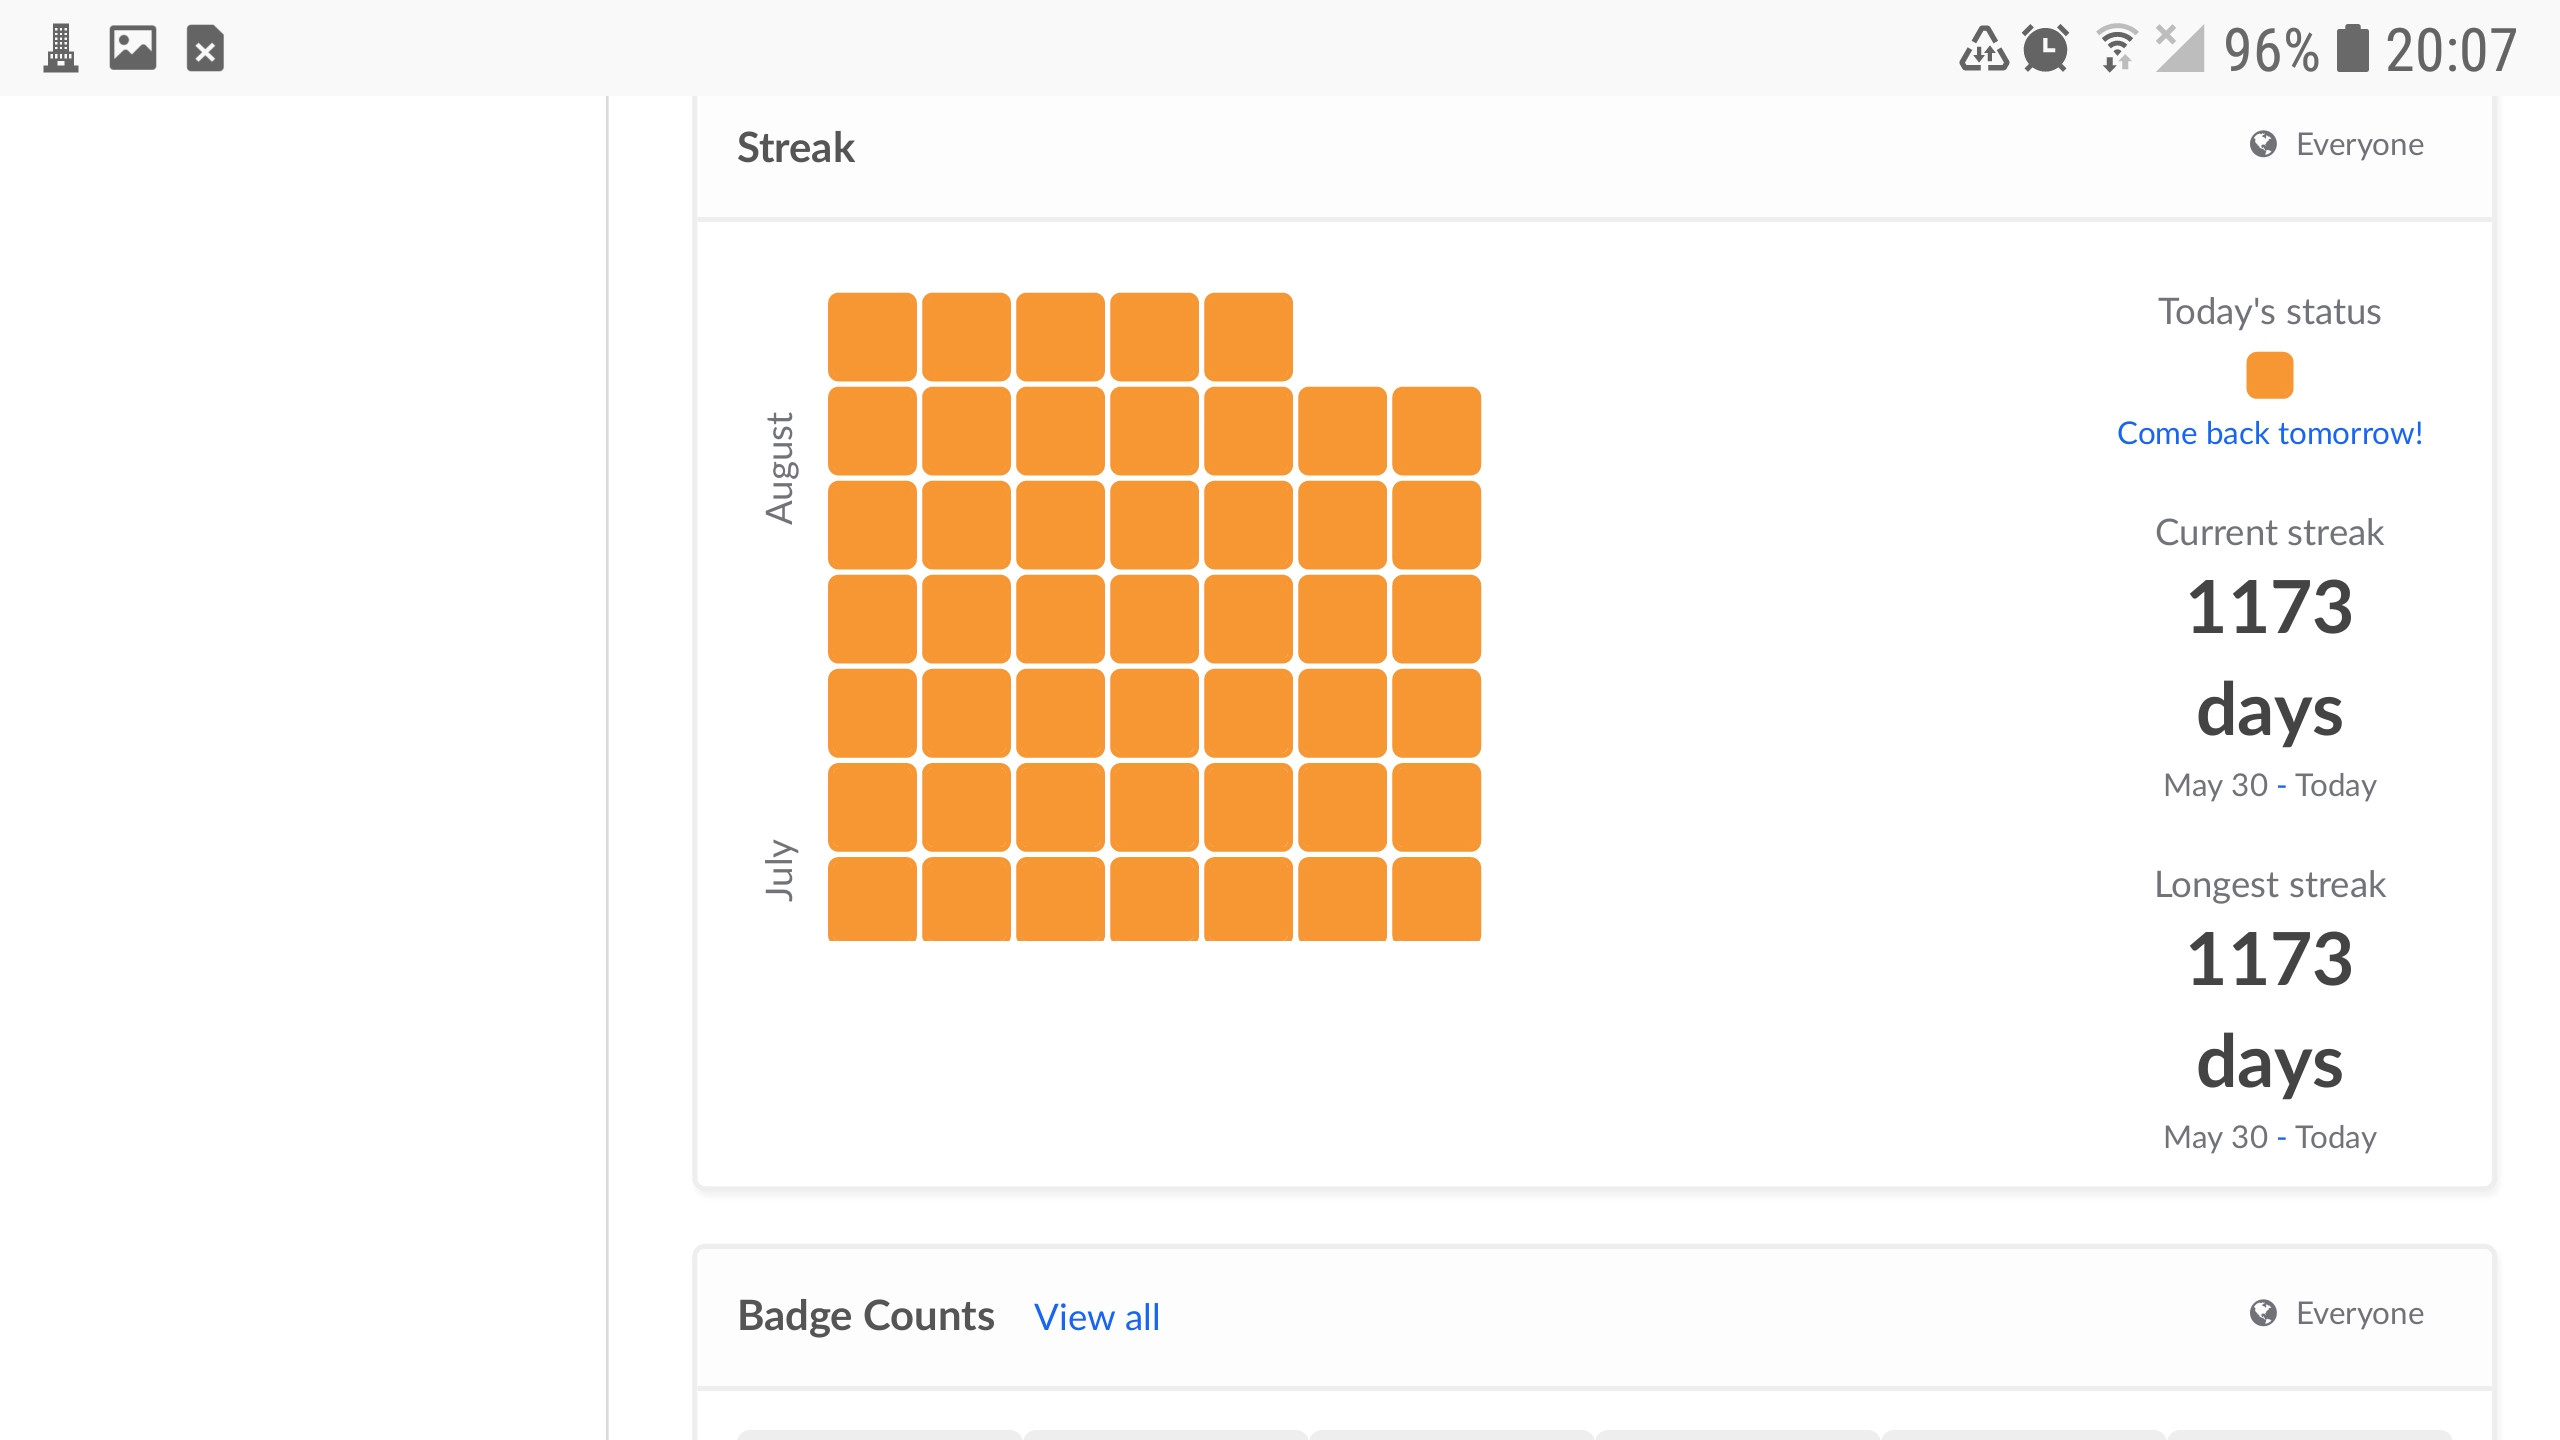 96% 20:07
Streak
Everyone
August
July
Today's status
Come back tomorrow!
Current streak
1173
days
May 30 - Today
Longest streak
1173
days
May 30 - Today
Badge Counts View all
Everyone